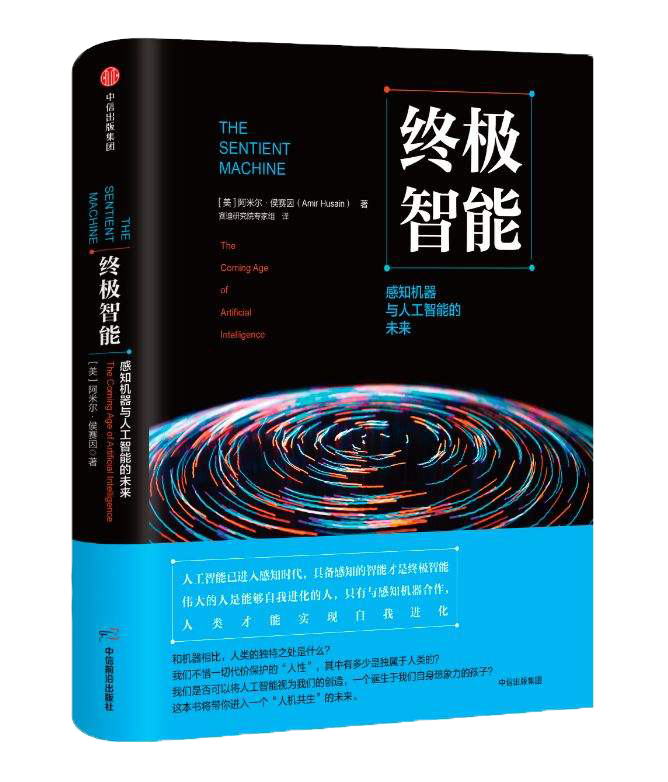 中信出版集团
THE
SENTIENT
MACHINE
终极智能
感知机器与人工智能的未来
The Coming Age of Artificial Intelligence
[美]阿米尔·侯赛因◎著
中信前沿出版社
THE
SENTIENT
MACHINE
[美]阿米尔·侯赛因(Amir Husain) 著
赛迪研究院专家组 译
The
Coming Age
of
Artificial
Intelligence
终极
智能
感知机器
与人工智能的
未来
人工智能已进入感知时代,具备感知的智能才是终极智能
伟大的人是能够自我进化的人,只有与感知机器合作,
人类才能实现自我进化
和机器相比,人类的独特之处是什么?
我们不惜一切代价保护的“人性”,其中有多少是独属于人类的?
我们是否可以将人工智能视为我们的创造,一个诞生于我们自身想象力的孩子?
这本书将带你进入一个“人机共生”的未来。
中信出版集团